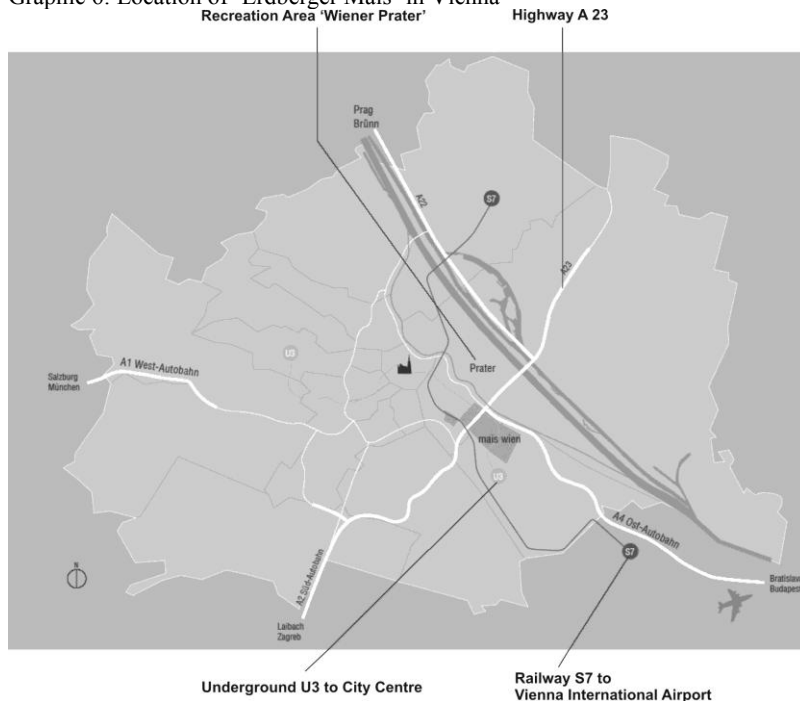 Graphic 6: Location of 'Erdberger Mais' in Vienna
Recreation Area 'Wiener Prater'
Highway A 23
Prag
Brünn
A22
S7
A23
U3
A1 West-Autobahn
Salzburg
München
Prater
mais wien
U3
A4 Ost-Autobahn
S7
N
A2 Süd-Autobahn
Laibach
Zagreb
Bratislava
Budapest
Underground U3 to City Centre
Railway S7 to
Vienna International Airport